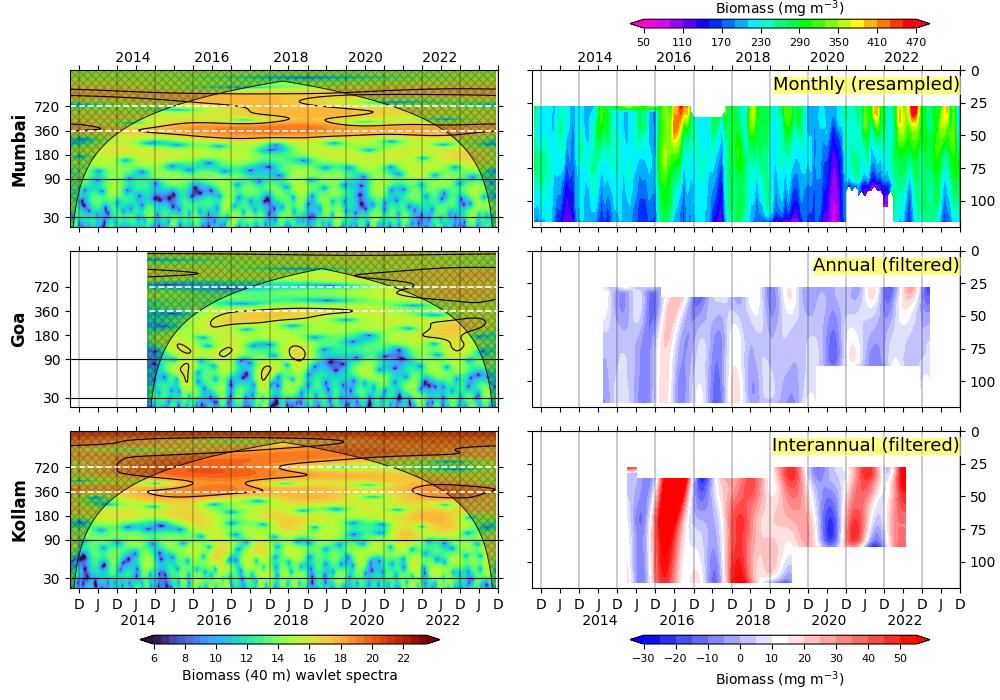 Biomass (mg m⁻³)
50 110 170 230 290 350 410 470
2014 2016 2018 2020 2022
2014 2016 2018 2020 2022
Mumbai
720
360
180
90
30
Monthly (resampled)
0
25
50
75
100
Goa
720
360
180
90
30
Annual (filtered)
0
25
50
75
100
Kollam
720
360
180
90
30
Interannual (filtered)
0
25
50
75
100
D J D J D J D J D J D J D J D J D J D J D J D
D J D J D J D J D J D J D J D J D J D J D J D
2014 2016 2018 2020 2022
2014 2016 2018 2020 2022
6 8 10 12 14 16 18 20 22
Biomass (40 m) wavlet spectra
−30 −20 −10 0 10 20 30 40 50
Biomass (mg m⁻³)